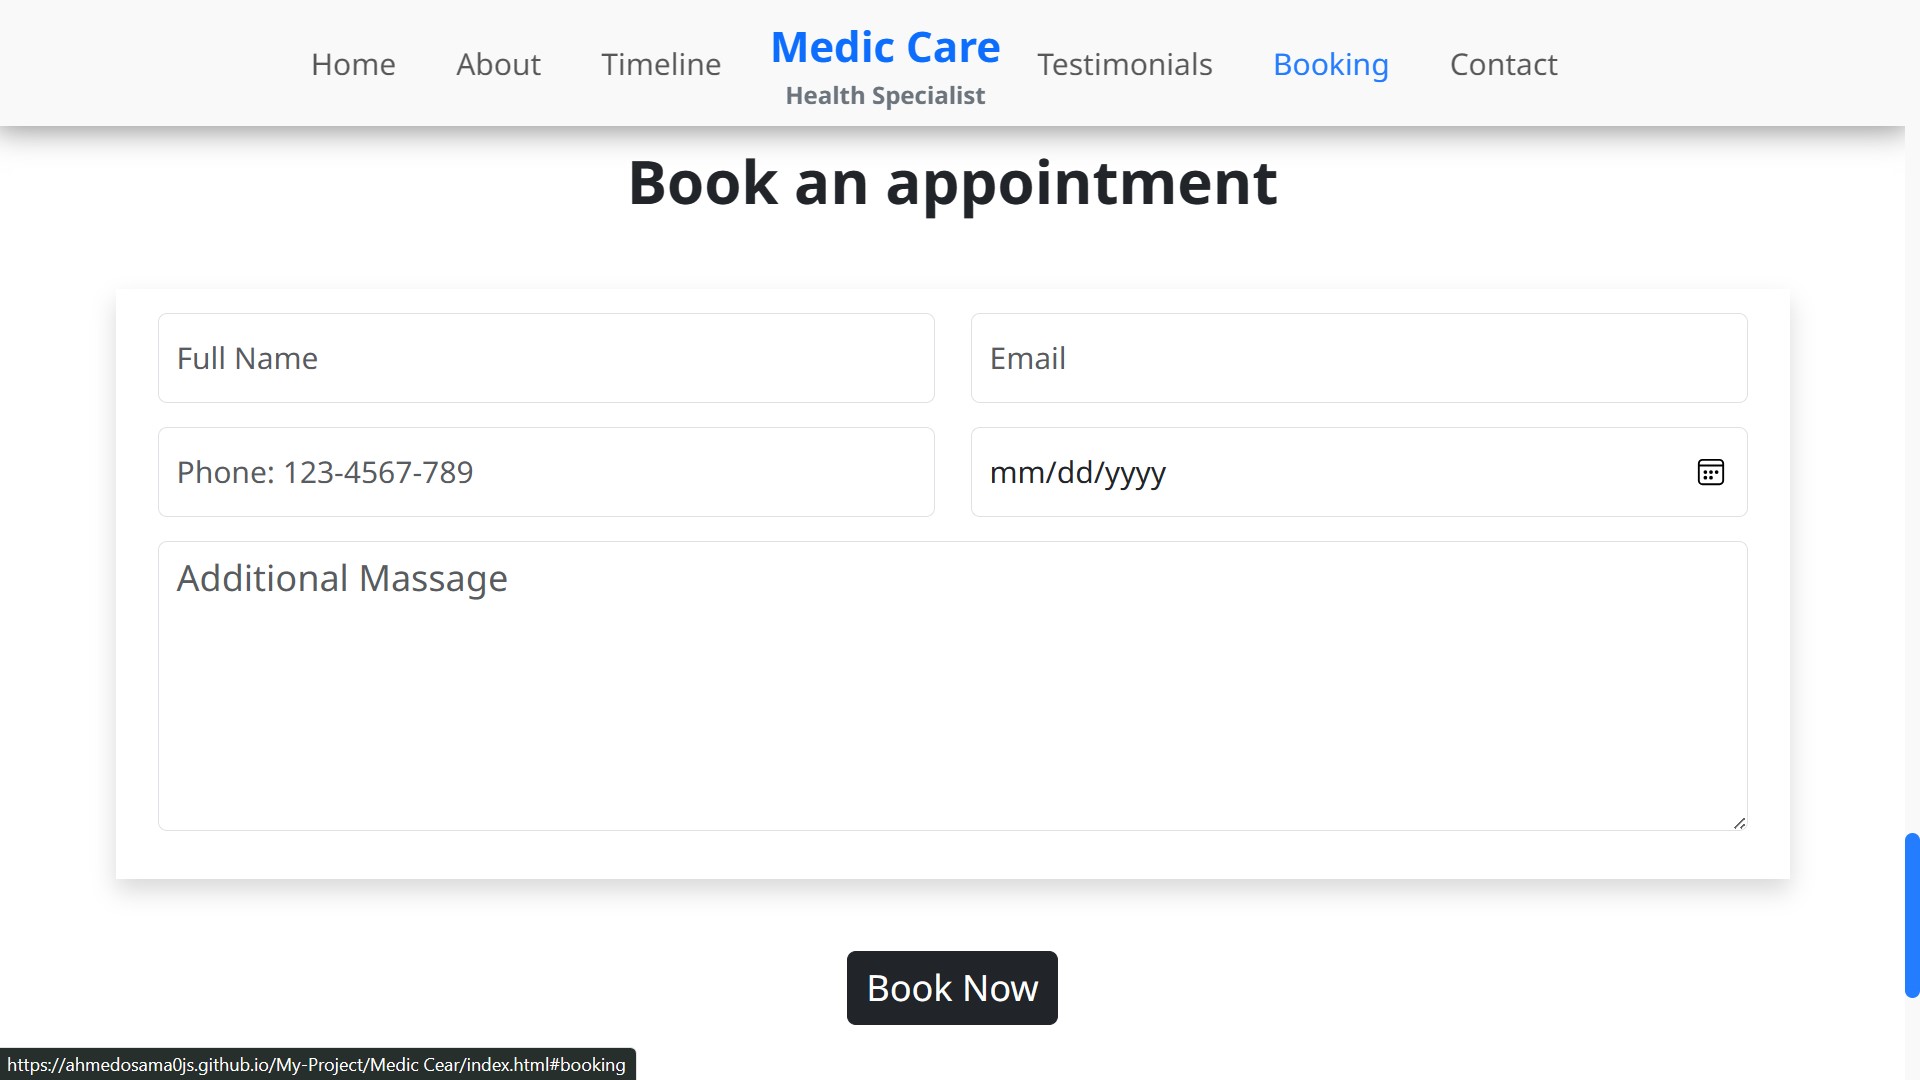 Home About Timeline Medic Care Testimonials Booking Contact
Health Specialist
Book an appointment
Full Name Email
Phone: 123-4567-789 mm/dd/yyyy
Additional Massage
Book Now
https://ahmedosama0js.github.io/My-Project/Medic Cear/index.html#booking